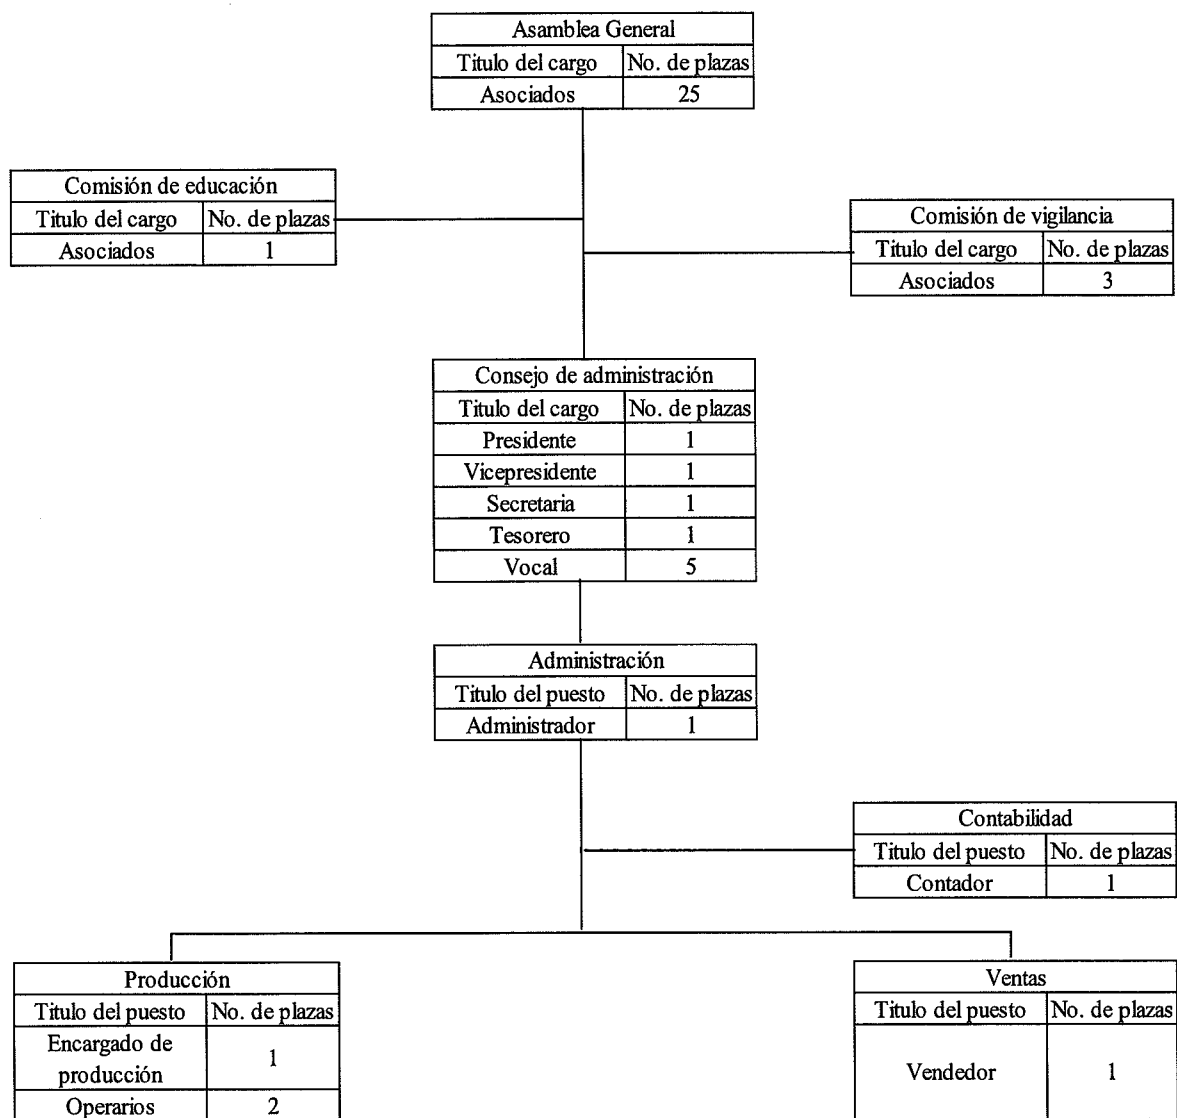 Asamblea General
Titulo del cargo No. de plazas
Asociados 25
Comisión de educación
Titulo del cargo No. de plazas
Asociados 1
Comisión de vigilancia
Titulo del cargo No. de plazas
Asociados 3
Consejo de administración
Titulo del cargo No. de plazas
Presidente 1
Vicepresidente 1
Secretaria 1
Tesorero 1
Vocal 5
Administración
Titulo del puesto No. de plazas
Administrador 1
Contabilidad
Titulo del puesto No. de plazas
Contador 1
Producción
Titulo del puesto No. de plazas
Encargado de
producción 1
Operarios 2
Ventas
Titulo del puesto No. de plazas
Vendedor 1